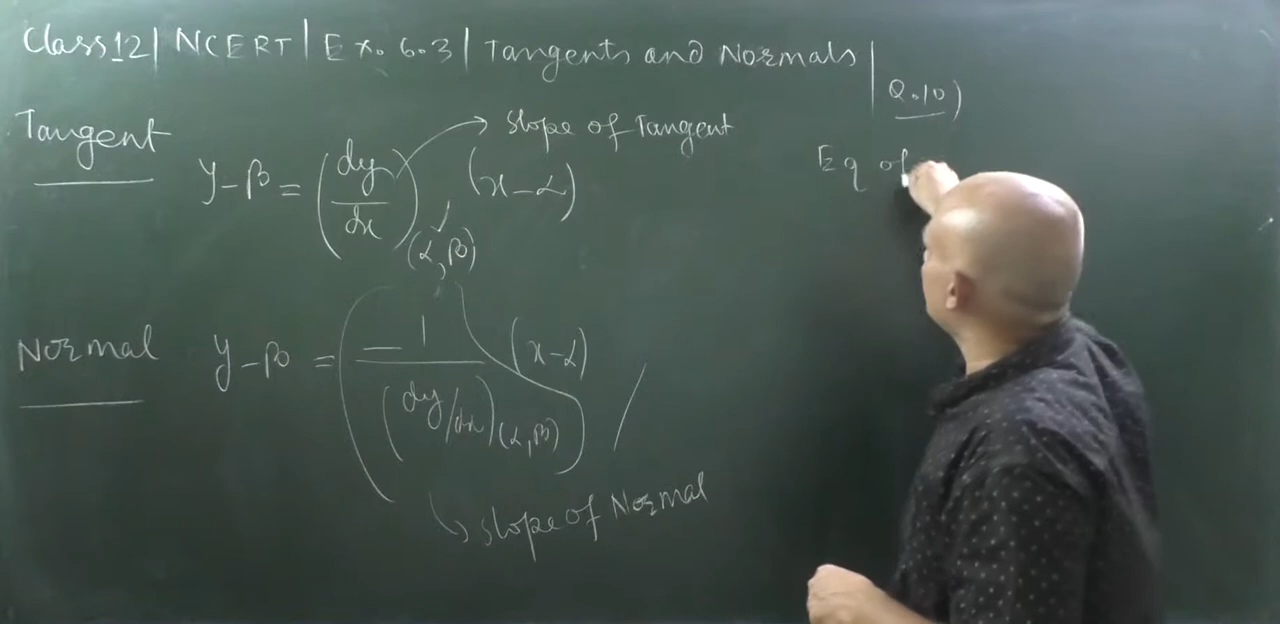 Class 12 | NCERT | Ex. 6.3 | Tangents and Normals |
Q.10)
Tangent
y-β = (dy/dx)(α,β) (x-α)
slope of Tangent
Eq of
Normal
y-β = (-1/(dy/dx)(α,β)) (x-α)
slope of Normal